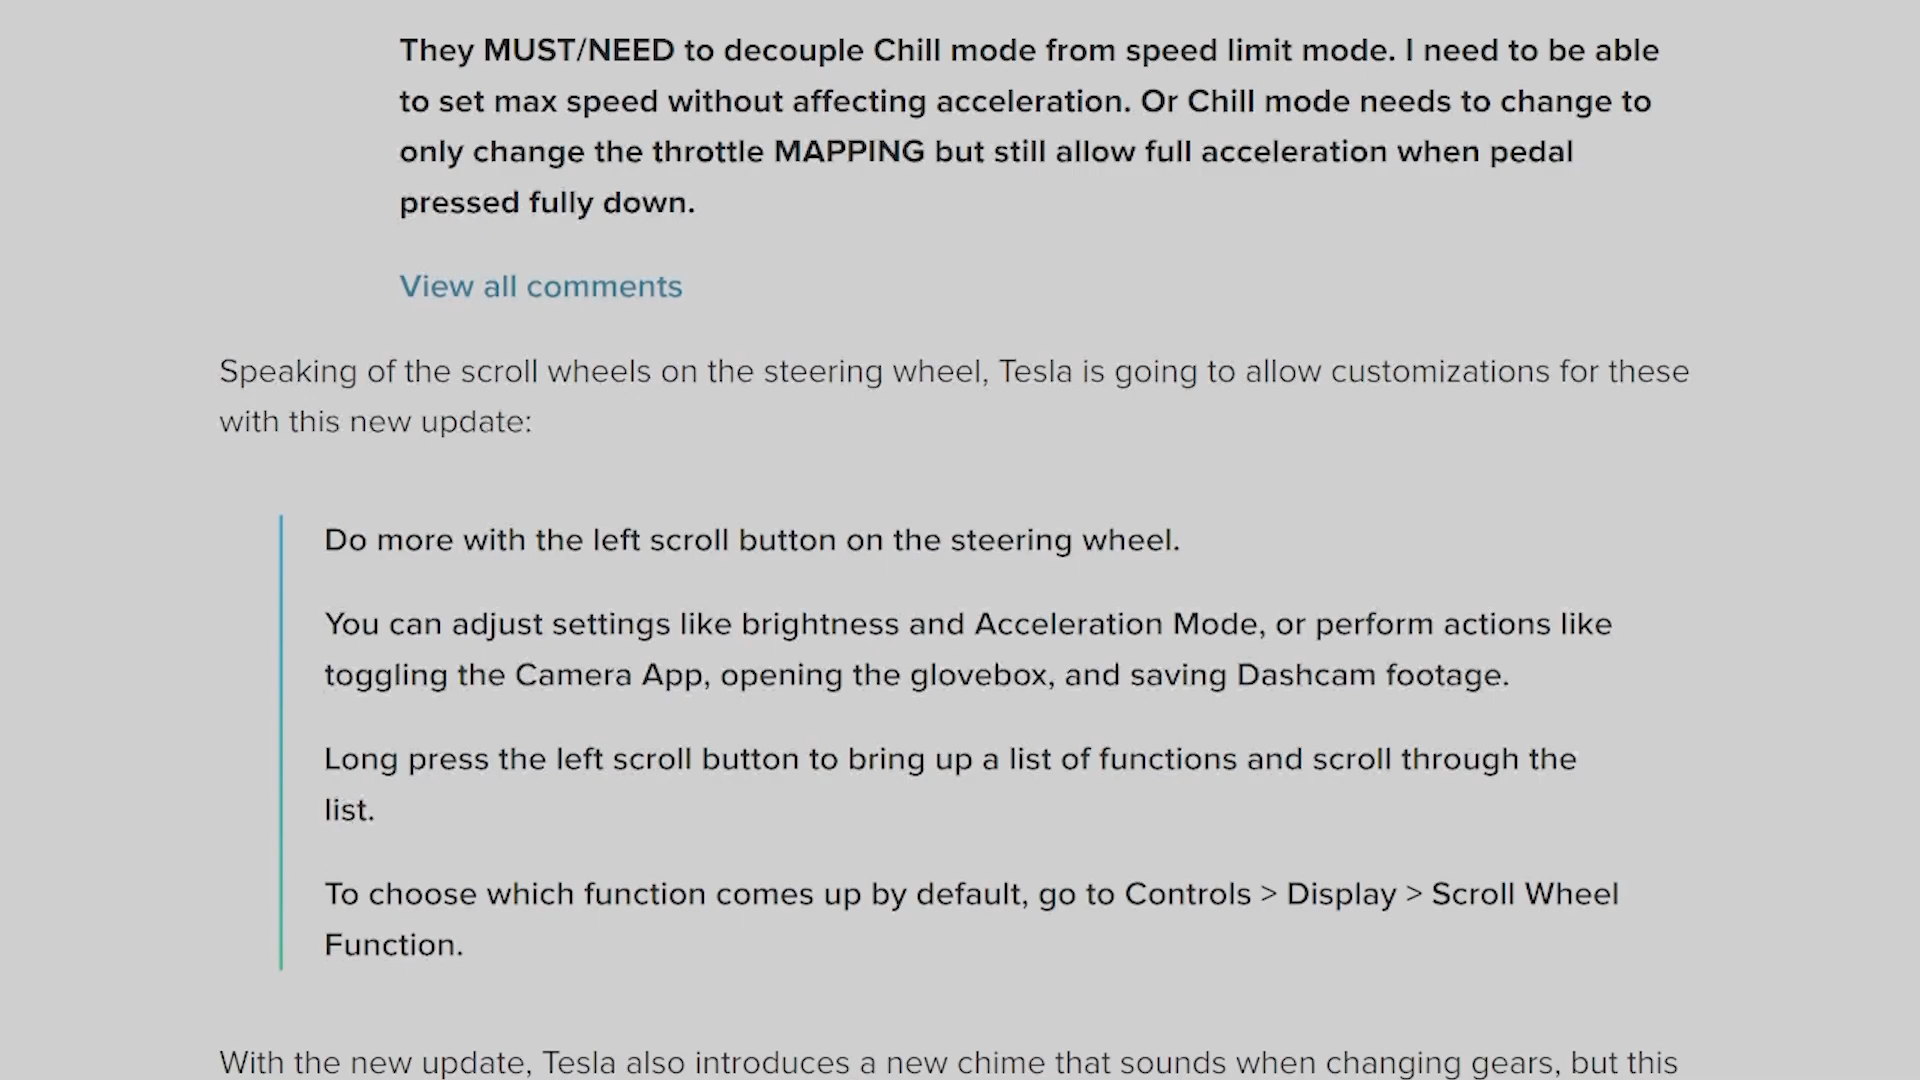 They MUST/NEED to decouple Chill mode from speed limit mode. I need to be able
to set max speed without affecting acceleration. Or Chill mode needs to change to
only change the throttle MAPPING but still allow full acceleration when pedal
pressed fully down.
View all comments
Speaking of the scroll wheels on the steering wheel, Tesla is going to allow customizations for these
with this new update:
Do more with the left scroll button on the steering wheel.
You can adjust settings like brightness and Acceleration Mode, or perform actions like
toggling the Camera App, opening the glovebox, and saving Dashcam footage.
Long press the left scroll button to bring up a list of functions and scroll through the
list.
To choose which function comes up by default, go to Controls > Display > Scroll Wheel
Function.
With the new update, Tesla also introduces a new chime that sounds when changing gears, but this